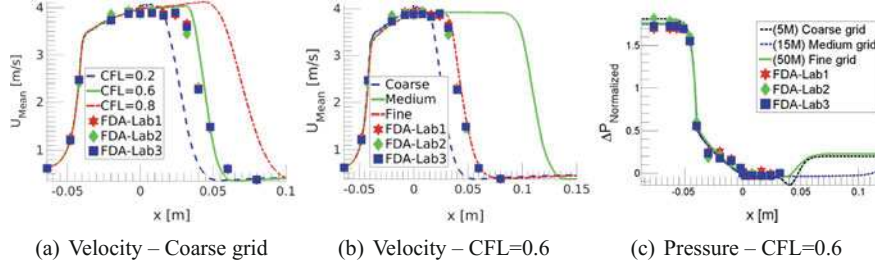 4
3
2
1
U_Mean [m/s]
CFL=0.2
CFL=0.6
CFL=0.8
FDA-Lab1
FDA-Lab2
FDA-Lab3
-0.05 0 0.05 0.1
x [m]
(a) Velocity – Coarse grid
4
3
2
1
U_Mean [m/s]
Coarse
Medium
Fine
FDA-Lab1
FDA-Lab2
FDA-Lab3
-0.05 0 0.05 0.1 0.15
x [m]
(b) Velocity – CFL=0.6
1.5
1
0.5
0
ΔP_Normalized
(5M) Coarse grid
(15M) Medium grid
(50M) Fine grid
FDA-Lab1
FDA-Lab2
FDA-Lab3
-0.05 0 0.05 0.1
x [m]
(c) Pressure – CFL=0.6